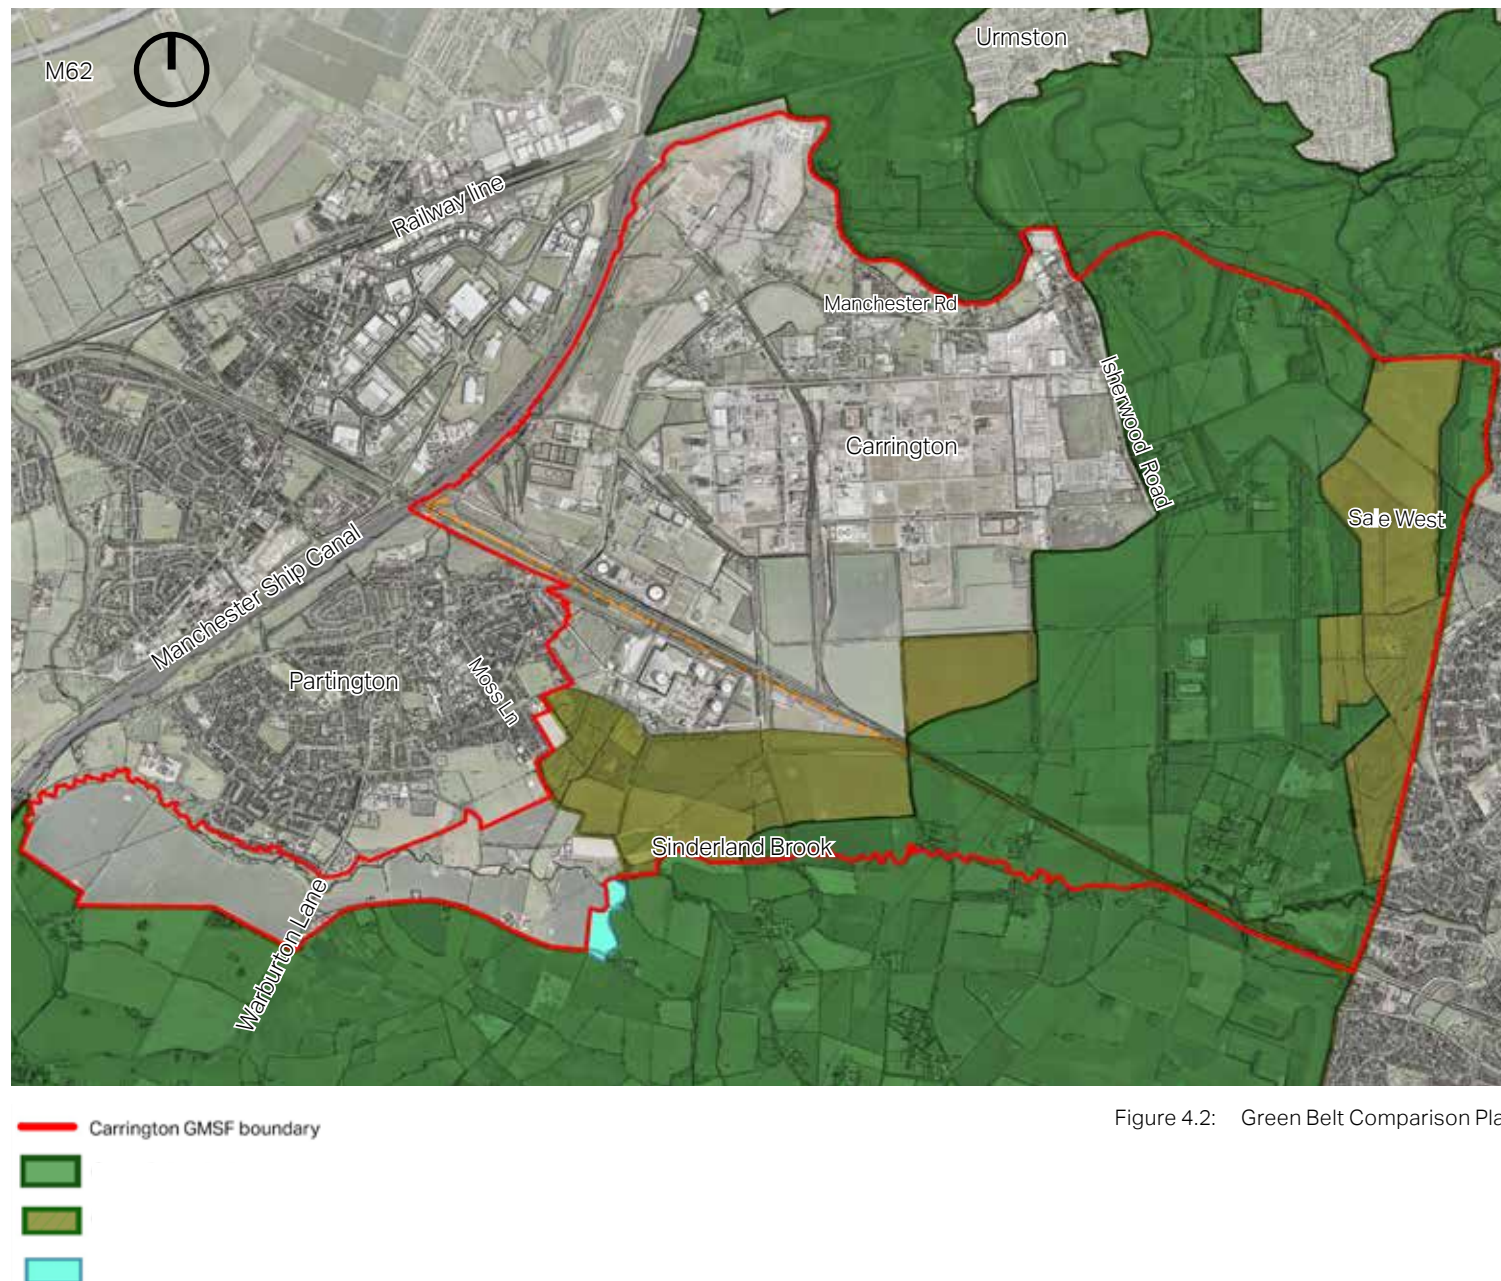 Urmston
M62
Railway line
Manchester Rd
Isherwood Road
Carrington
Sale West
Manchester Ship Canal
Partington
Moss Ln
Sinderland Brook
Warburton Lane
Carrington GMSF boundary
Figure 4.2: Green Belt Comparison Pla